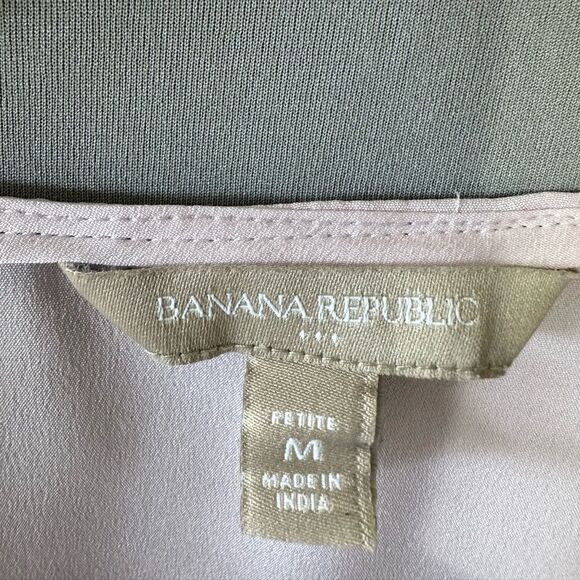 BANANA REPUBLIC
PETITE
M
MADE IN
INDIA